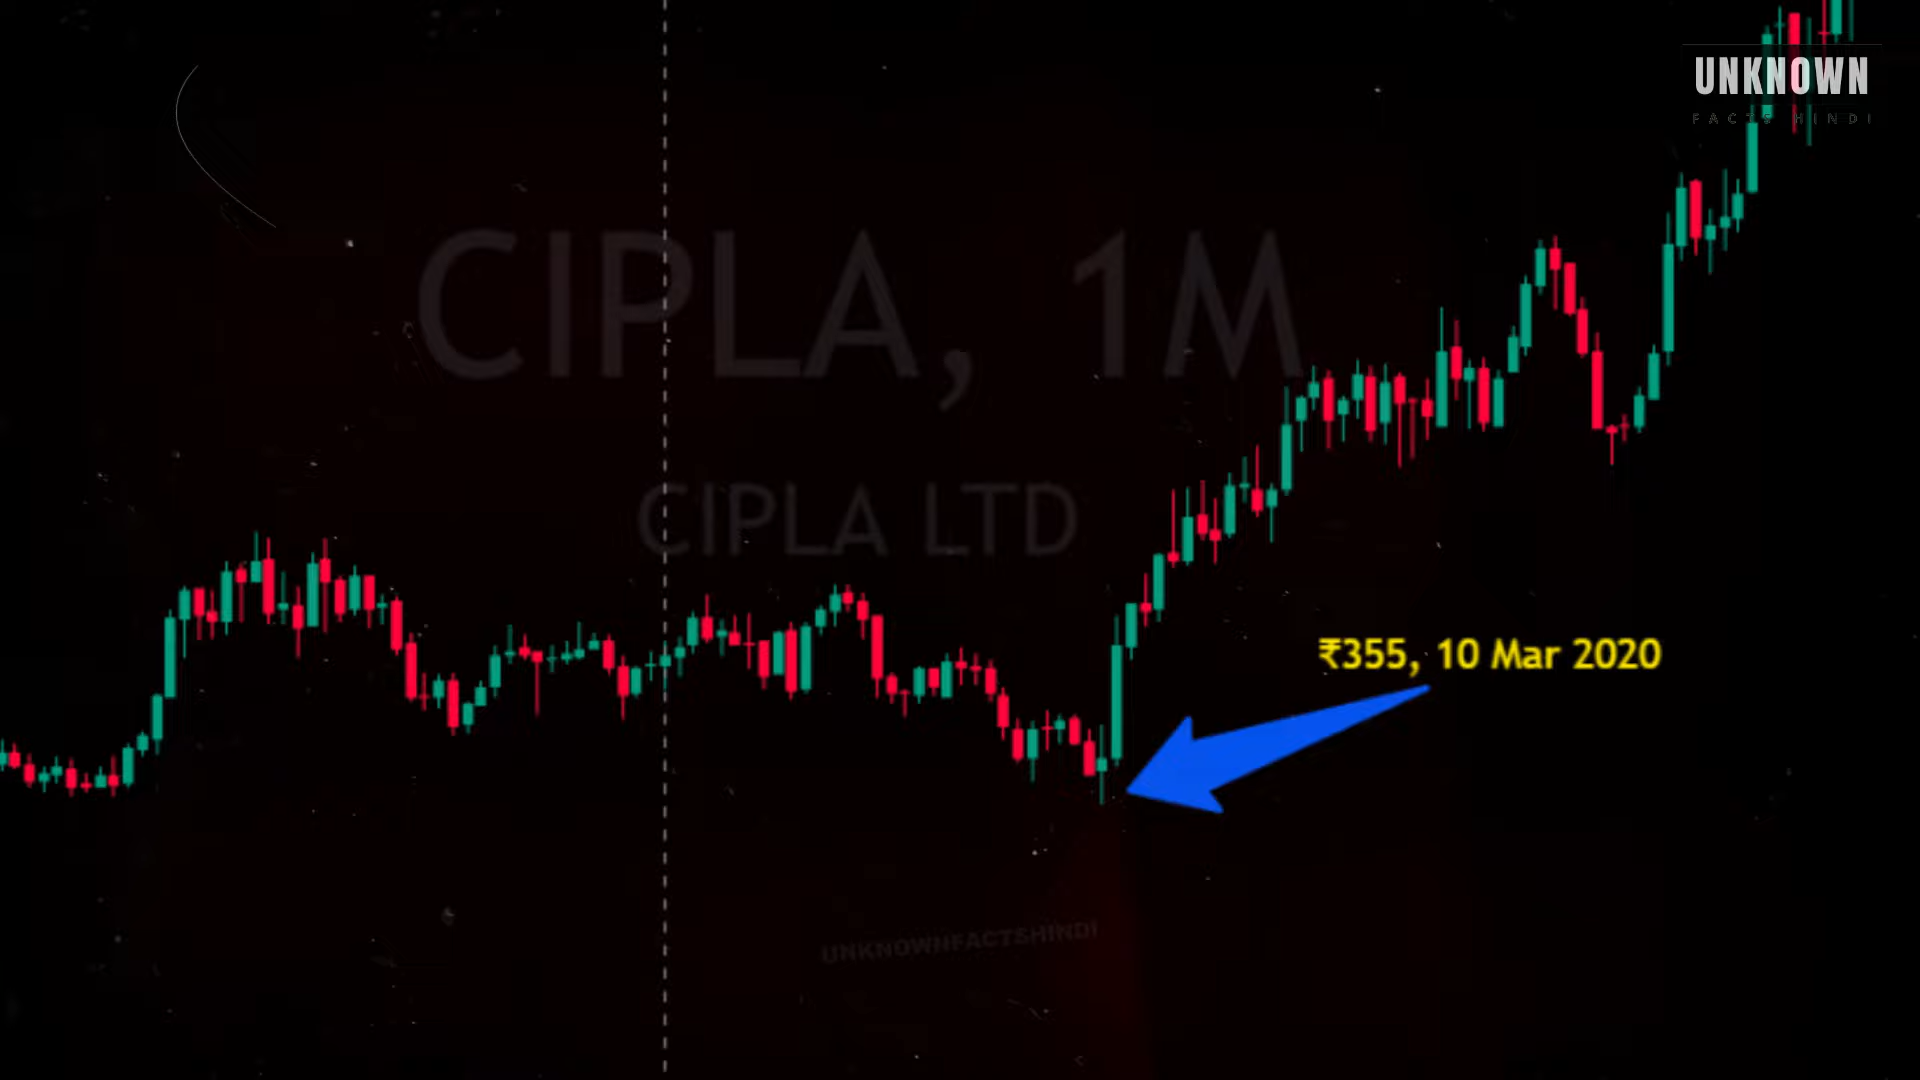 UNKNOWN
FACTS HINDI
CIPLA, 1M
CIPLA LTD
₹355, 10 Mar 2020
UNKNOWNFACTSHINDI